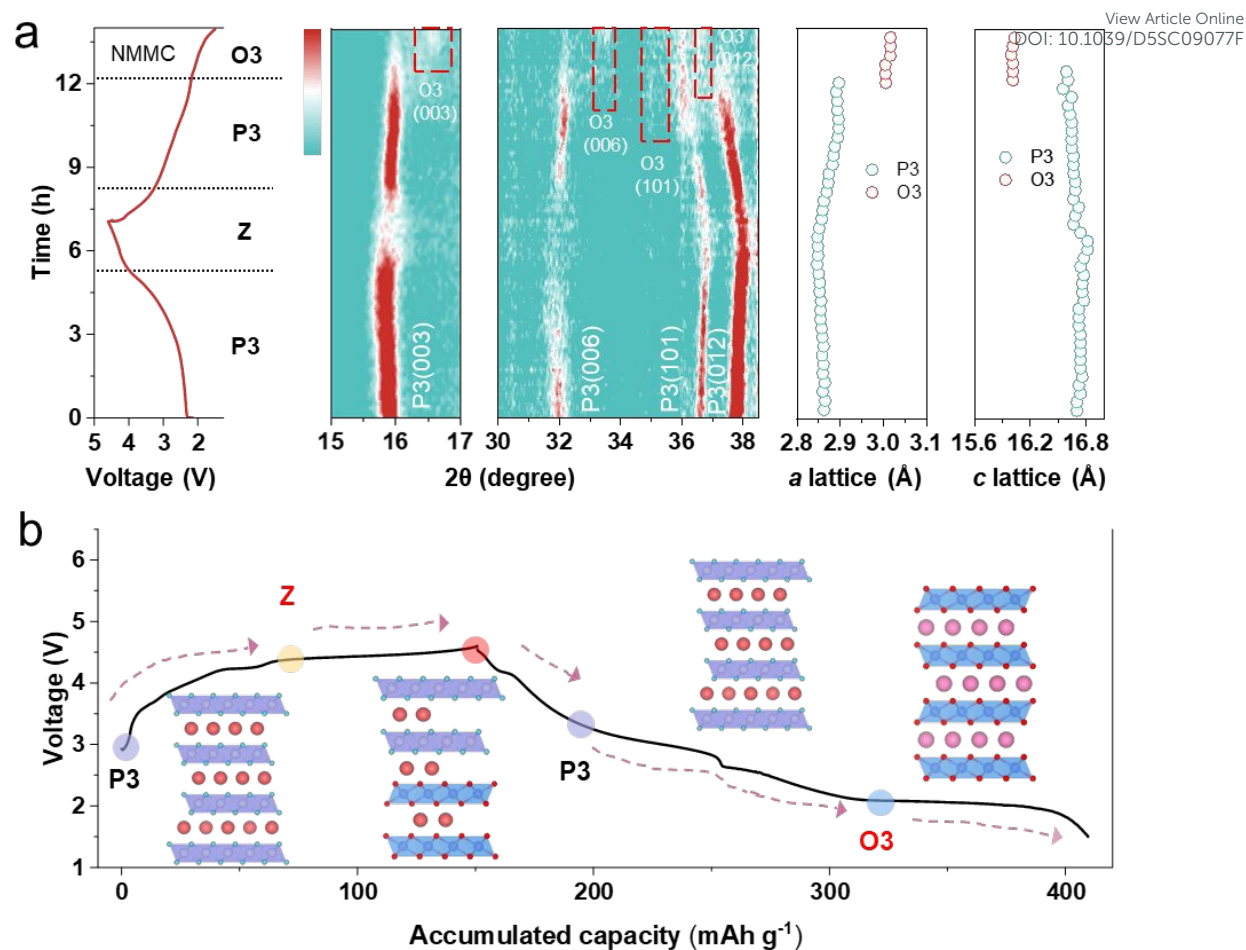 View Article Online
DOI: 10.1039/D5SC09077F
a
NMMC
O3
P3
Z
P3
12
9
6
3
0
Time (h)
5 4 3 2
Voltage (V)
O3
(003)
P3(003)
15 16 17
O3
(006)
O3
(101)
O3
(012)
P3(006)
P3(101)
P3(012)
30 32 34 36 38
2θ (degree)
P3
O3
2.8 2.9 3.0 3.1
a lattice (Å)
P3
O3
15.6 16.2 16.8
c lattice (Å)
b
6
5
4
3
2
1
Voltage (V)
P3
Z
P3
O3
0 100 200 300 400
Accumulated capacity (mAh g⁻¹)